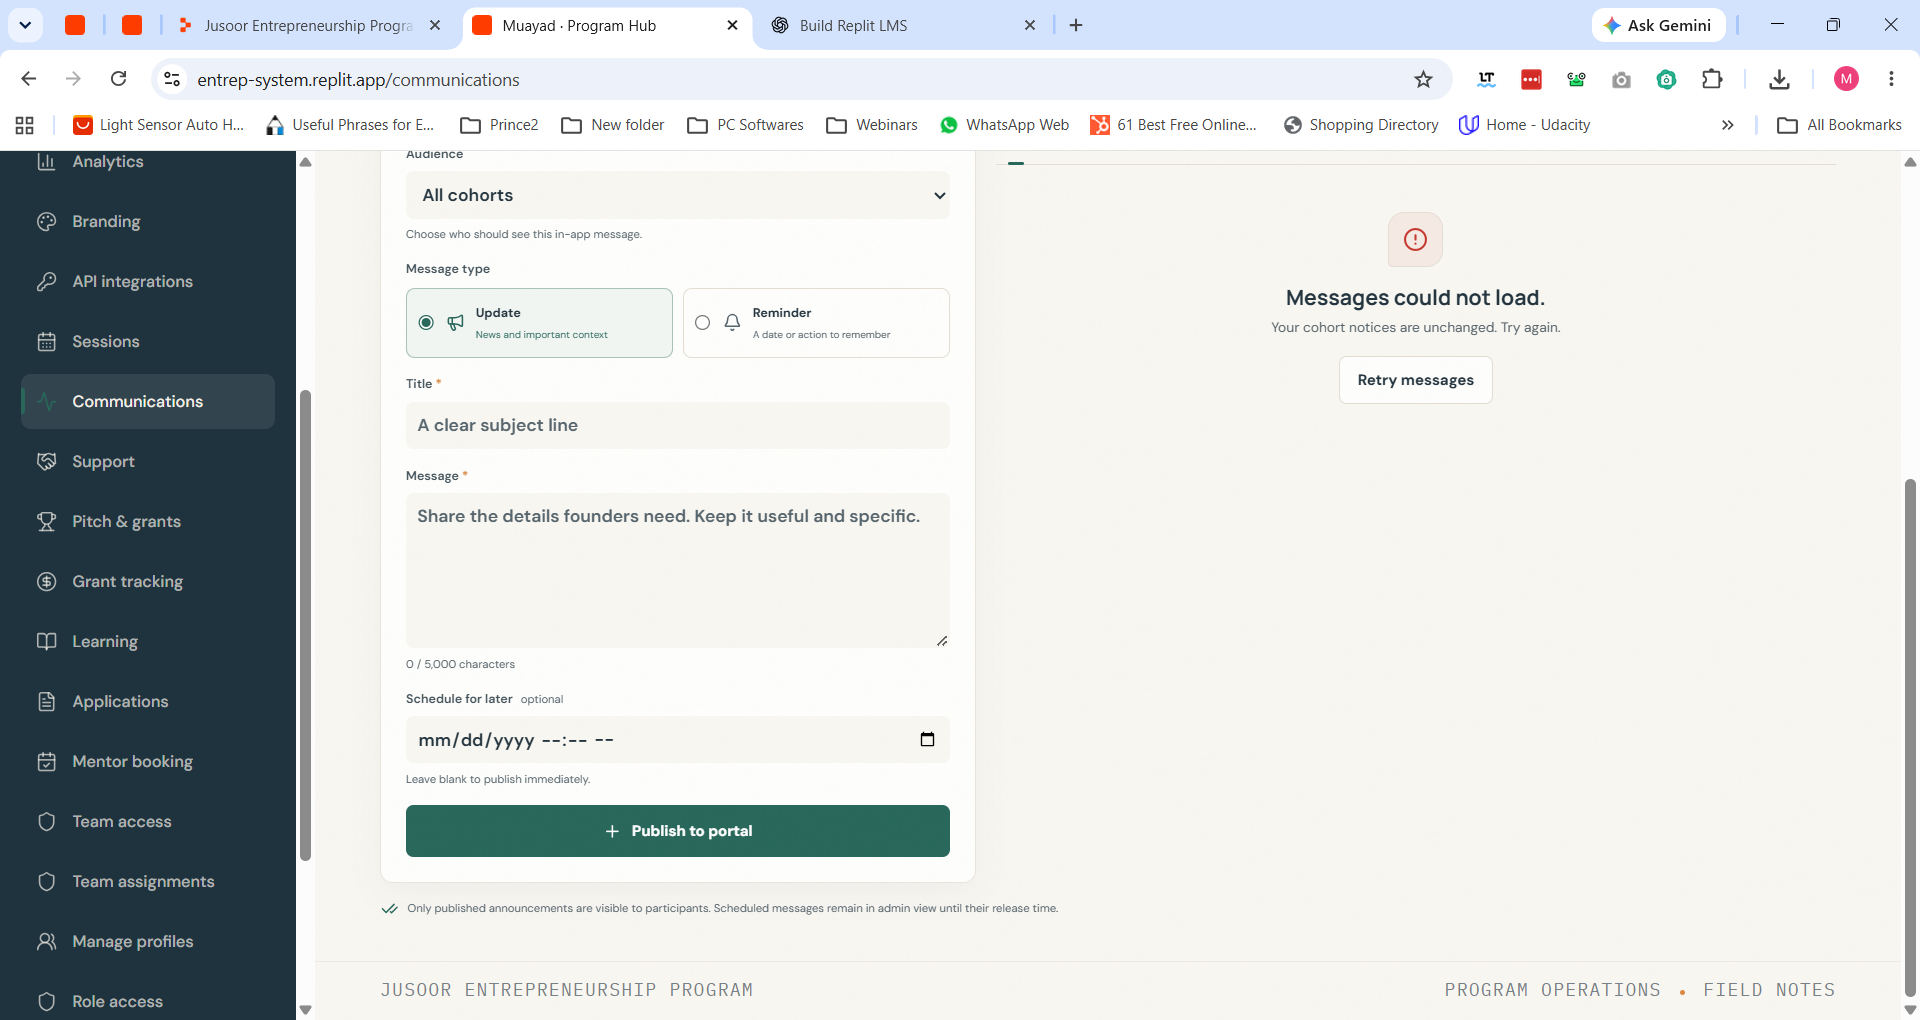 Jusoor Entrepreneurship Progra
Muayad · Program Hub
Build Replit LMS
Ask Gemini
entrep-system.replit.app/communications
M
Light Sensor Auto H...
Useful Phrases for E...
Prince2
New folder
PC Softwares
Webinars
WhatsApp Web
61 Best Free Online...
Shopping Directory
Home - Udacity
All Bookmarks
Analytics
Branding
API integrations
Sessions
Communications
Support
Pitch & grants
Grant tracking
Learning
Applications
Mentor booking
Team access
Team assignments
Manage profiles
Role access
Audience
All cohorts
Choose who should see this in-app message.
Message type
Update
News and important context
Reminder
A date or action to remember
Title *
A clear subject line
Message *
Share the details founders need. Keep it useful and specific.
0 / 5,000 characters
Schedule for later optional
mm/dd/yyyy --:-- --
Leave blank to publish immediately.
+ Publish to portal
Only published announcements are visible to participants. Scheduled messages remain in admin view until their release time.
Messages could not load.
Your cohort notices are unchanged. Try again.
Retry messages
JUSOOR ENTREPRENEURSHIP PROGRAM
PROGRAM OPERATIONS • FIELD NOTES